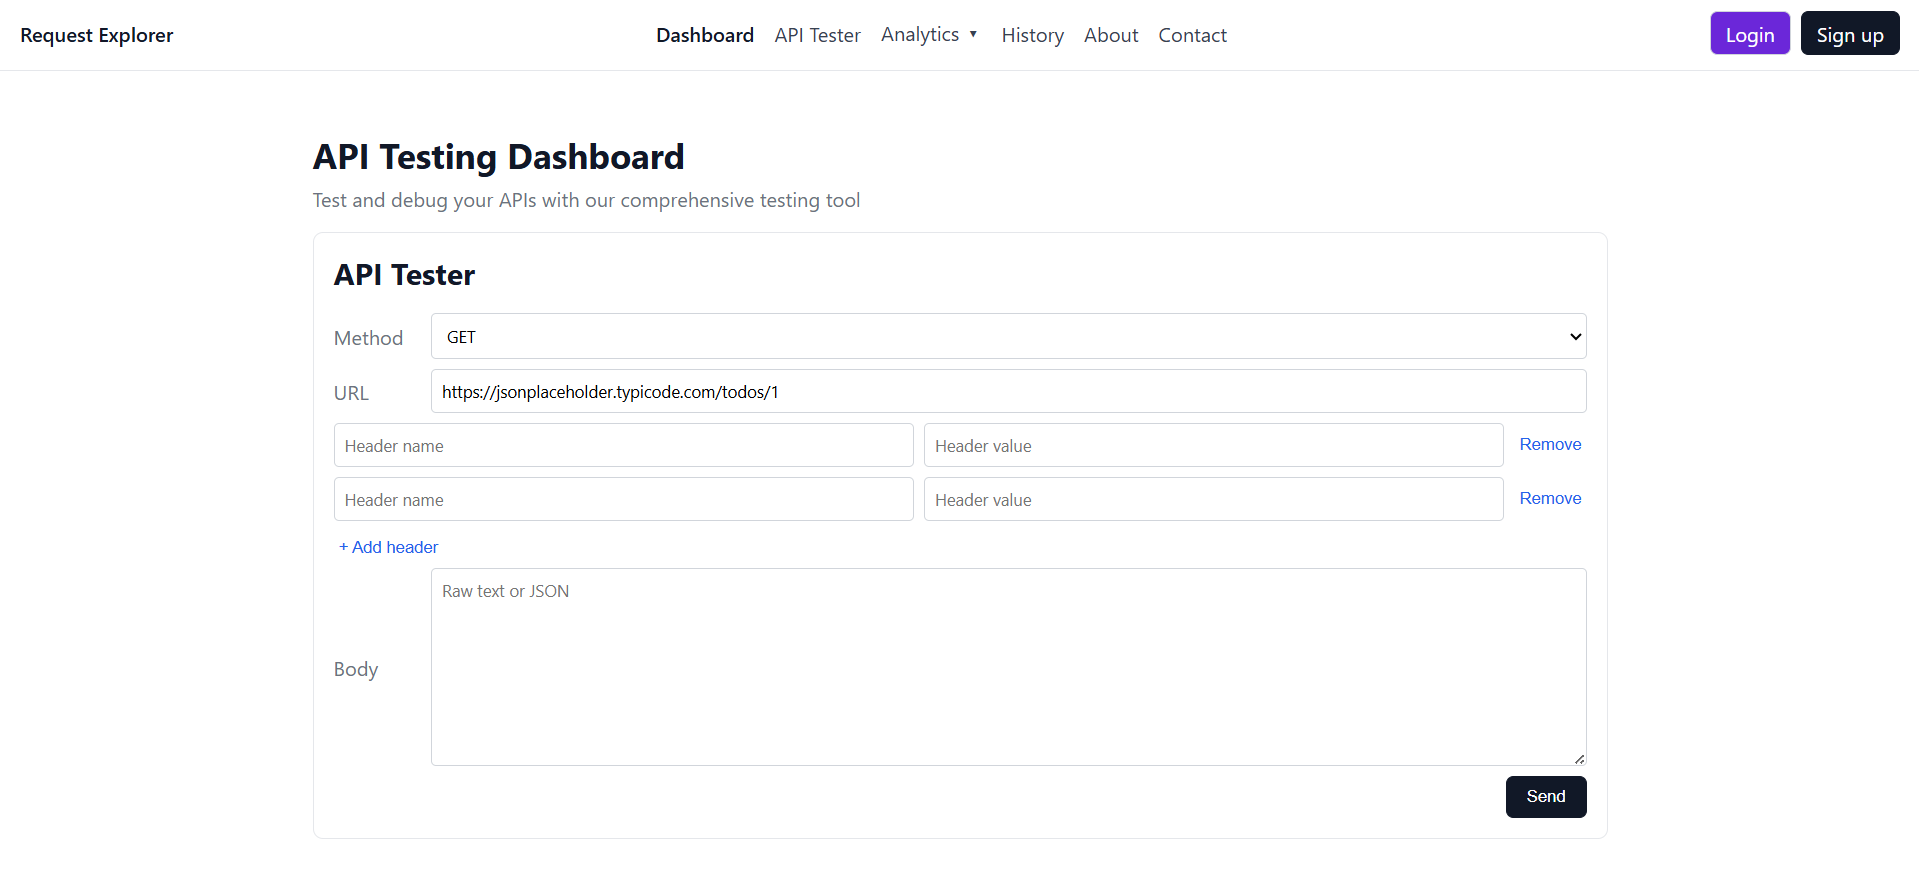 Request Explorer
Dashboard API Tester Analytics ▼ History About Contact
Login Sign up
API Testing Dashboard
Test and debug your APIs with our comprehensive testing tool
API Tester
Method GET
URL https://jsonplaceholder.typicode.com/todos/1
Header name Header value Remove
Header name Header value Remove
+ Add header
Raw text or JSON
Body
Send